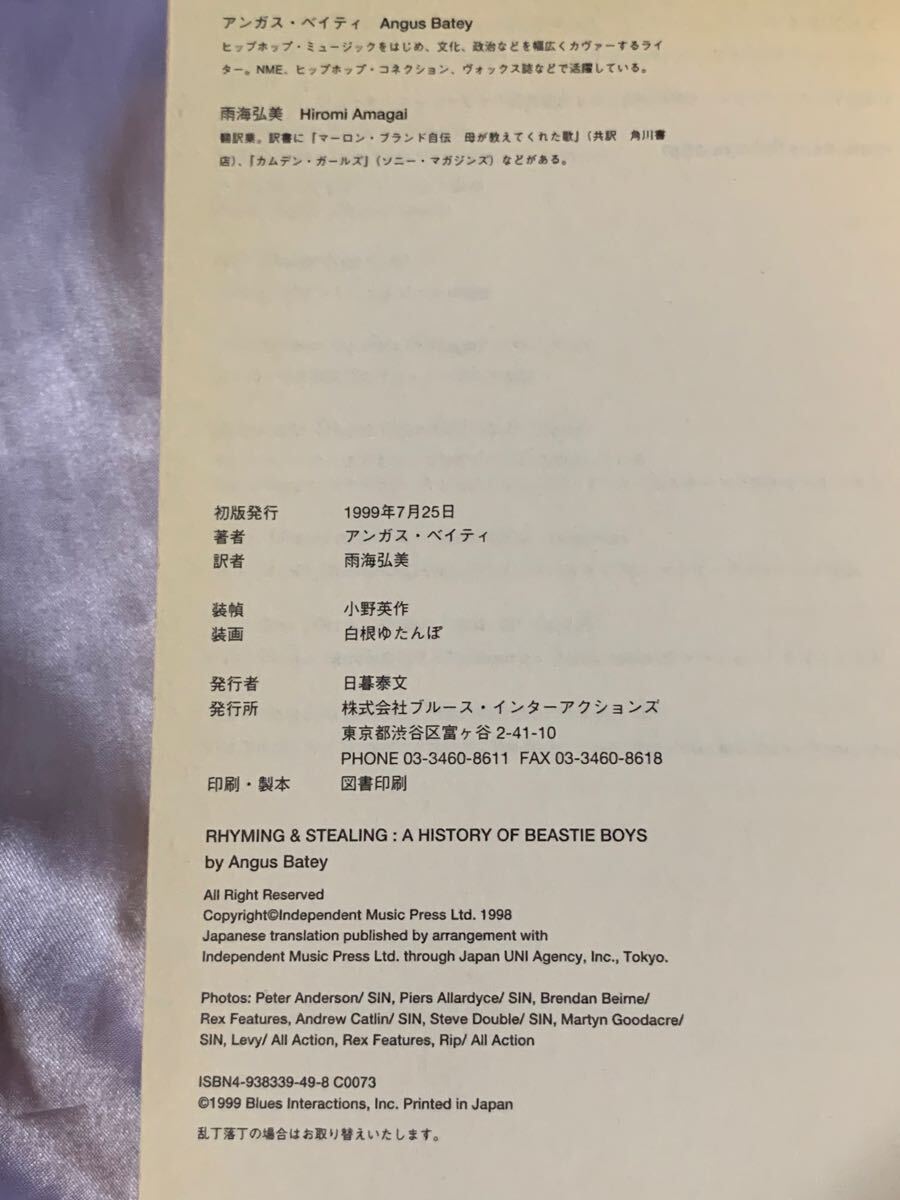 アンガス・ベイティ Angus Batey
ヒップホップ・ミュージックをはじめ、文化、政治などを幅広くカヴァーするライ
ター。NME、ヒップホップ・コネクション、ヴォックス誌などで活躍している。
雨海弘美 Hiromi Amagai
翻訳業。訳書に『マーロン・ブランド自伝 母が教えてくれた歌』（共訳 角川書
店）、『カムデン・ガールズ』（ソニー・マガジンズ）などがある。
初版発行 1999年7月25日
著者 アンガス・ベイティ
訳者 雨海弘美
装幀 小野英作
装画 白根ゆたんぽ
発行者 日暮泰文
発行所 株式会社ブルース・インターアクションズ
東京都渋谷区富ヶ谷 2-41-10
PHONE 03-3460-8611 FAX 03-3460-8618
印刷・製本 図書印刷
RHYMING & STEALING : A HISTORY OF BEASTIE BOYS
by Angus Batey
All Right Reserved
Copyright©Independent Music Press Ltd. 1998
Japanese translation published by arrangement with
Independent Music Press Ltd. through Japan UNI Agency, Inc., Tokyo.
Photos: Peter Anderson/ SIN, Piers Allardyce/ SIN, Brendan Beirne/
Rex Features, Andrew Catlin/ SIN, Steve Double/ SIN, Martyn Goodacre/
SIN, Levy/ All Action, Rex Features, Rip/ All Action
ISBN4-938339-49-8 C0073
©1999 Blues Interactions, Inc. Printed in Japan
乱丁落丁の場合はお取り替えいたします。